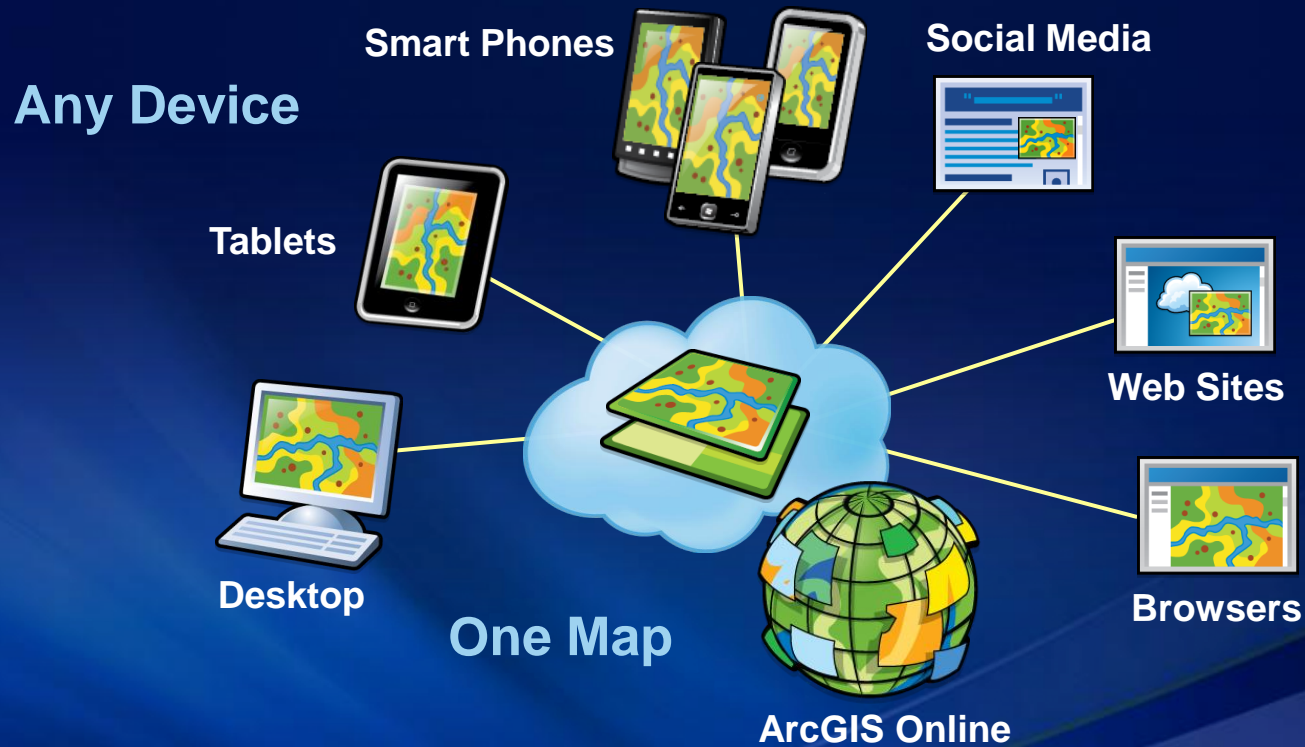 Smart Phones
Social Media
Any Device
Tablets
Web Sites
Desktop
Browsers
One Map
ArcGIS Online